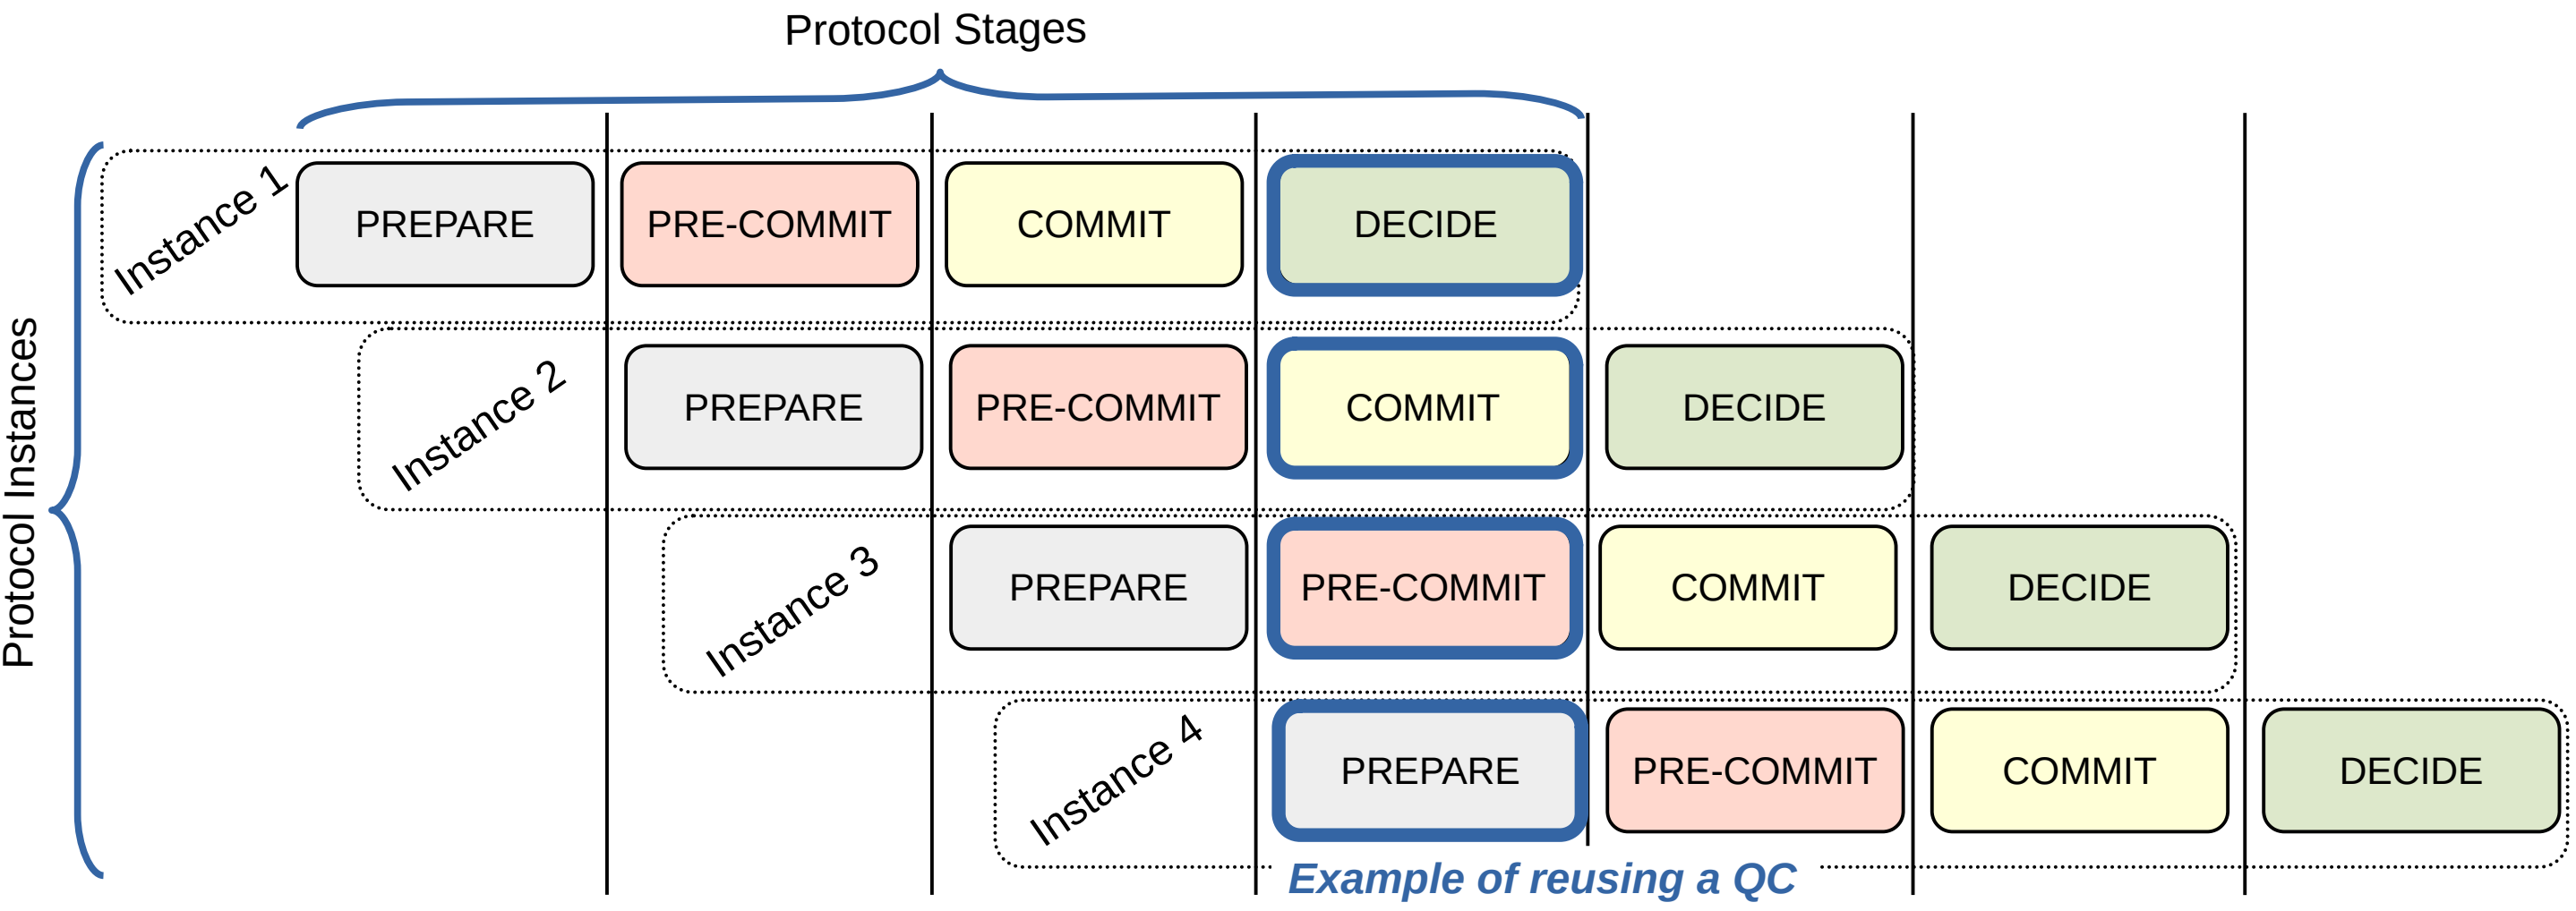 Protocol Stages
Protocol Instances
Instance 1
PREPARE
PRE-COMMIT
COMMIT
DECIDE
Instance 2
PREPARE
PRE-COMMIT
COMMIT
DECIDE
Instance 3
PREPARE
PRE-COMMIT
COMMIT
DECIDE
Instance 4
PREPARE
PRE-COMMIT
COMMIT
DECIDE
Example of reusing a QC